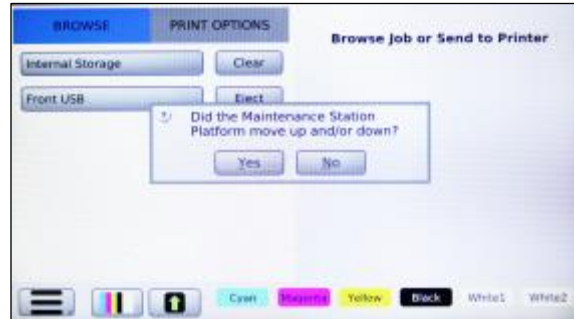 BROWSE
PRINT OPTIONS
Browse Job or Send to Printer
Internal Storage
Clear
Front USB
Eject
Did the Maintenance Station
Platform move up and/or down?
Yes
No
Cyan
Magenta
Yellow
Black
White1
White2